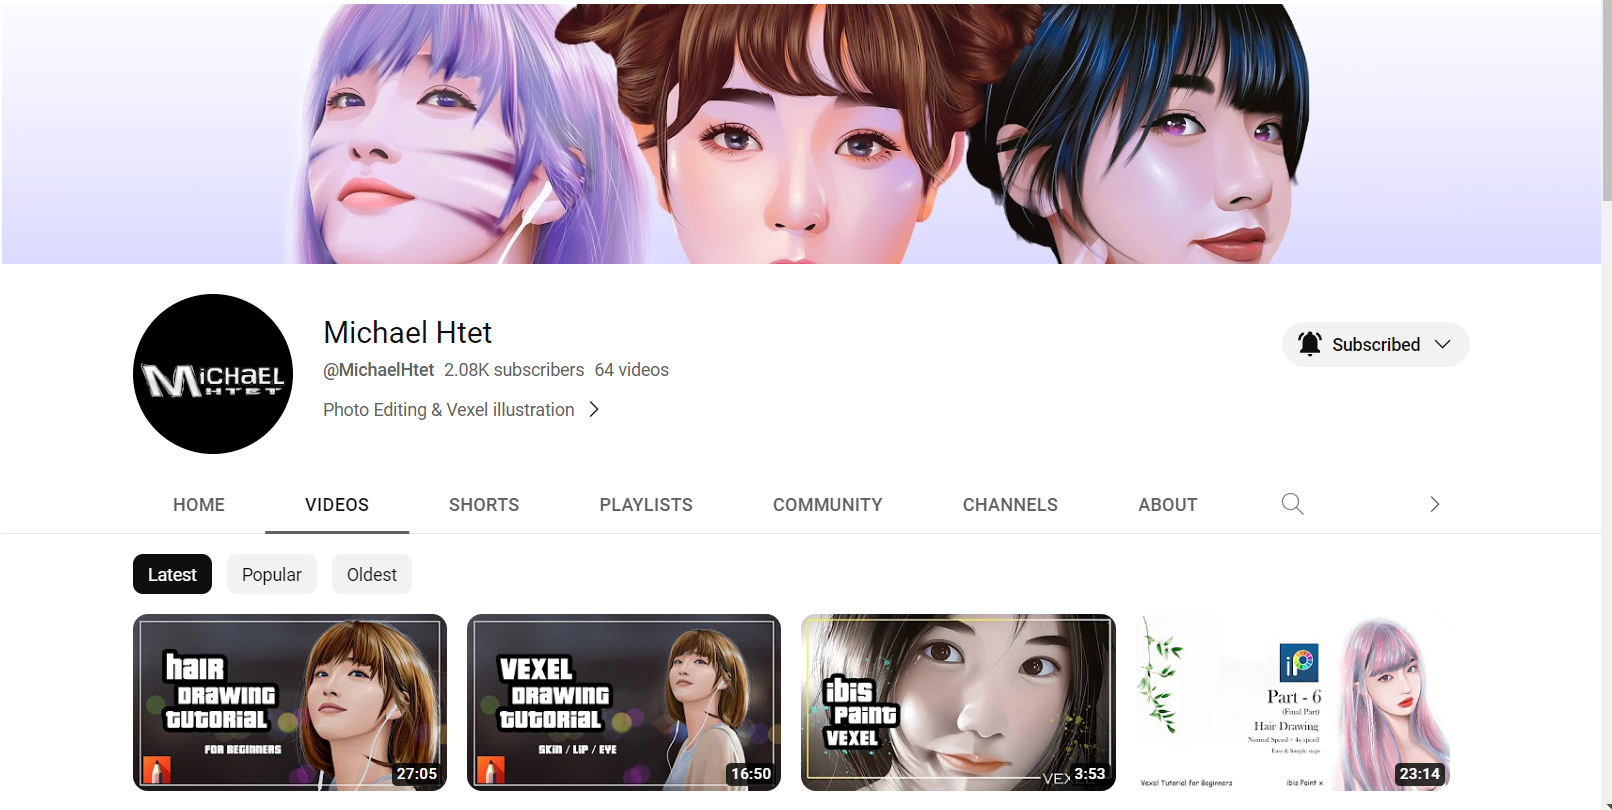 MiCHaEL
HTET
Michael Htet
@MichaelHtet 2.08K subscribers 64 videos
Photo Editing & Vexel illustration
HOME VIDEOS SHORTS PLAYLISTS COMMUNITY CHANNELS ABOUT
Latest Popular Oldest
hair
DRAWING
tutorial
FOR BEGINNERS
27:05
VEXEL
DRAWING
tutorial
SKIN / LIP / EYE
16:50
ibis
PAINT
VEXEL
VEX
3:53
iP
Part - 6
(Final Part)
Hair Drawing
Normal Speed + 4x speed
Easy & Simple steps
Vexel Tutorial for Beginners
ibis Paint x
23:14